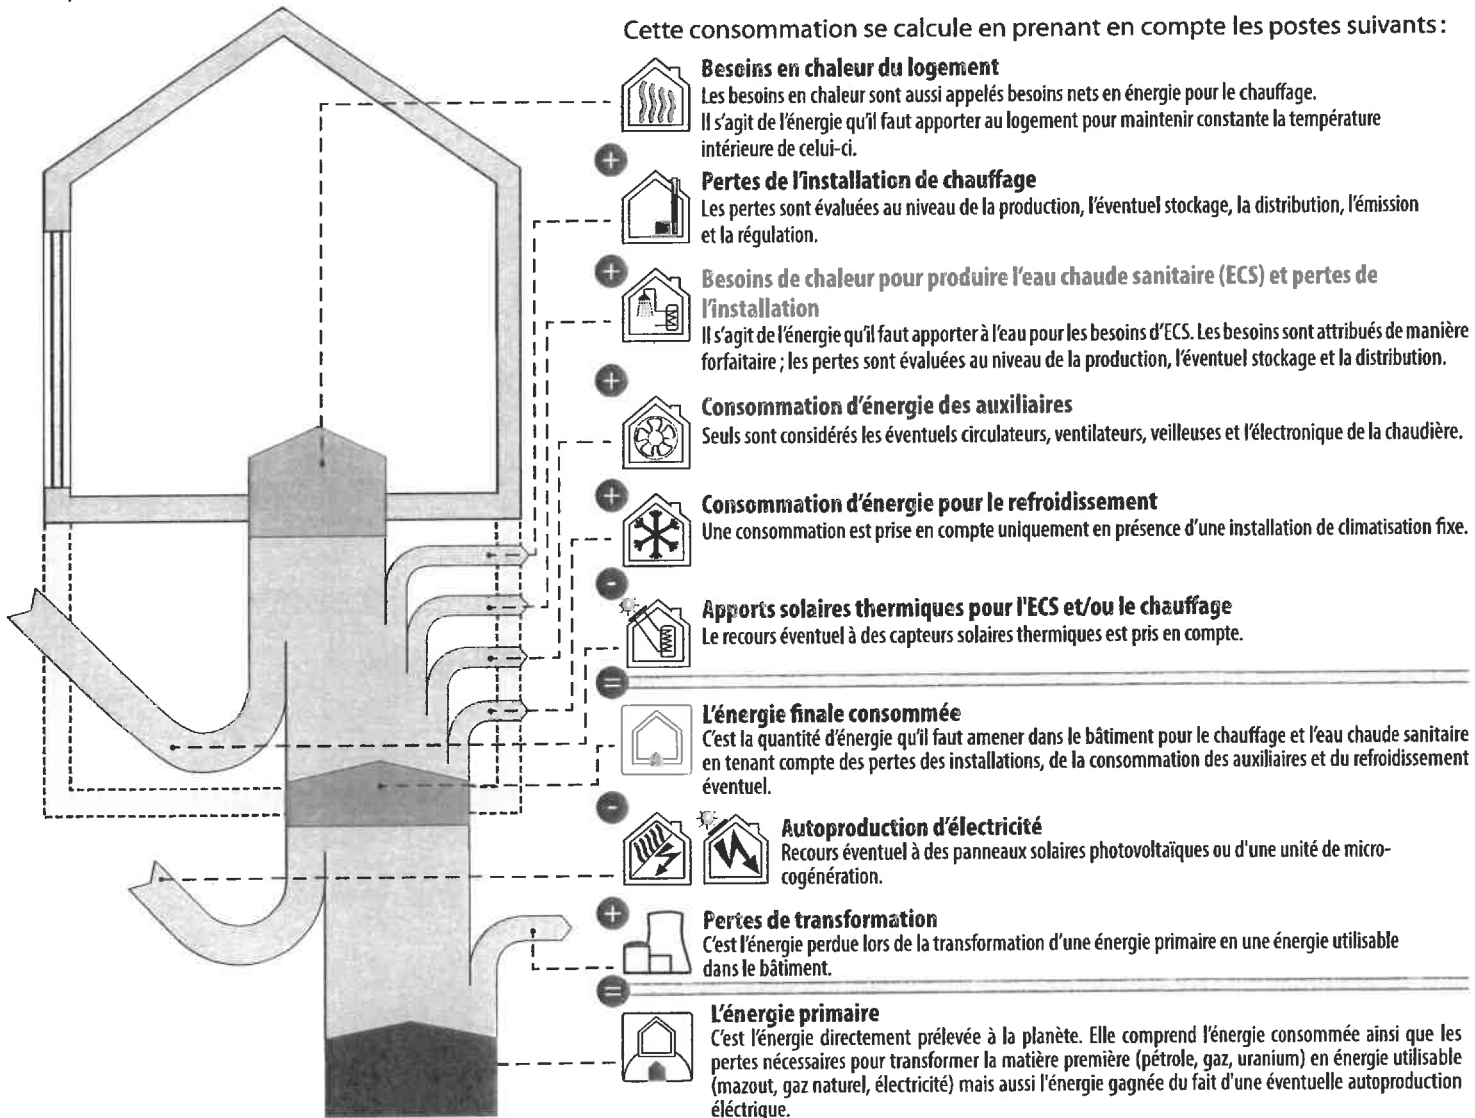 Cette consommation se calcule en prenant en compte les postes suivants :
Besoins en chaleur du logement
Les besoins en chaleur sont aussi appelés besoins nets en énergie pour le chauffage.
Il s'agit de l'énergie qu'il faut apporter au logement pour maintenir constante la température
intérieure de celui-ci.
+
Pertes de l'installation de chauffage
Les pertes sont évaluées au niveau de la production, l'éventuel stockage, la distribution, l'émission
et la régulation.
+
Besoins de chaleur pour produire l'eau chaude sanitaire (ECS) et pertes de
l'installation
Il s'agit de l'énergie qu'il faut apporter à l'eau pour les besoins d'ECS. Les besoins sont attribués de manière
forfaitaire ; les pertes sont évaluées au niveau de la production, l'éventuel stockage et la distribution.
+
Consommation d'énergie des auxiliaires
Seuls sont considérés les éventuels circulateurs, ventilateurs, veilleuses et l'électronique de la chaudière.
+
Consommation d'énergie pour le refroidissement
Une consommation est prise en compte uniquement en présence d'une installation de climatisation fixe.
-
Apports solaires thermiques pour l'ECS et/ou le chauffage
Le recours éventuel à des capteurs solaires thermiques est pris en compte.
=
L'énergie finale consommée
C'est la quantité d'énergie qu'il faut amener dans le bâtiment pour le chauffage et l'eau chaude sanitaire
en tenant compte des pertes des installations, de la consommation des auxiliaires et du refroidissement
éventuel.
-
Autoproduction d'électricité
Recours éventuel à des panneaux solaires photovoltaïques ou d'une unité de micro-
cogénération.
+
Pertes de transformation
C'est l'énergie perdue lors de la transformation d'une énergie primaire en une énergie utilisable
dans le bâtiment.
=
L'énergie primaire
C'est l'énergie directement prélevée à la planète. Elle comprend l'énergie consommée ainsi que les
pertes nécessaires pour transformer la matière première (pétrole, gaz, uranium) en énergie utilisable
(mazout, gaz naturel, électricité) mais aussi l'énergie gagnée du fait d'une éventuelle autoproduction
éléctrique.